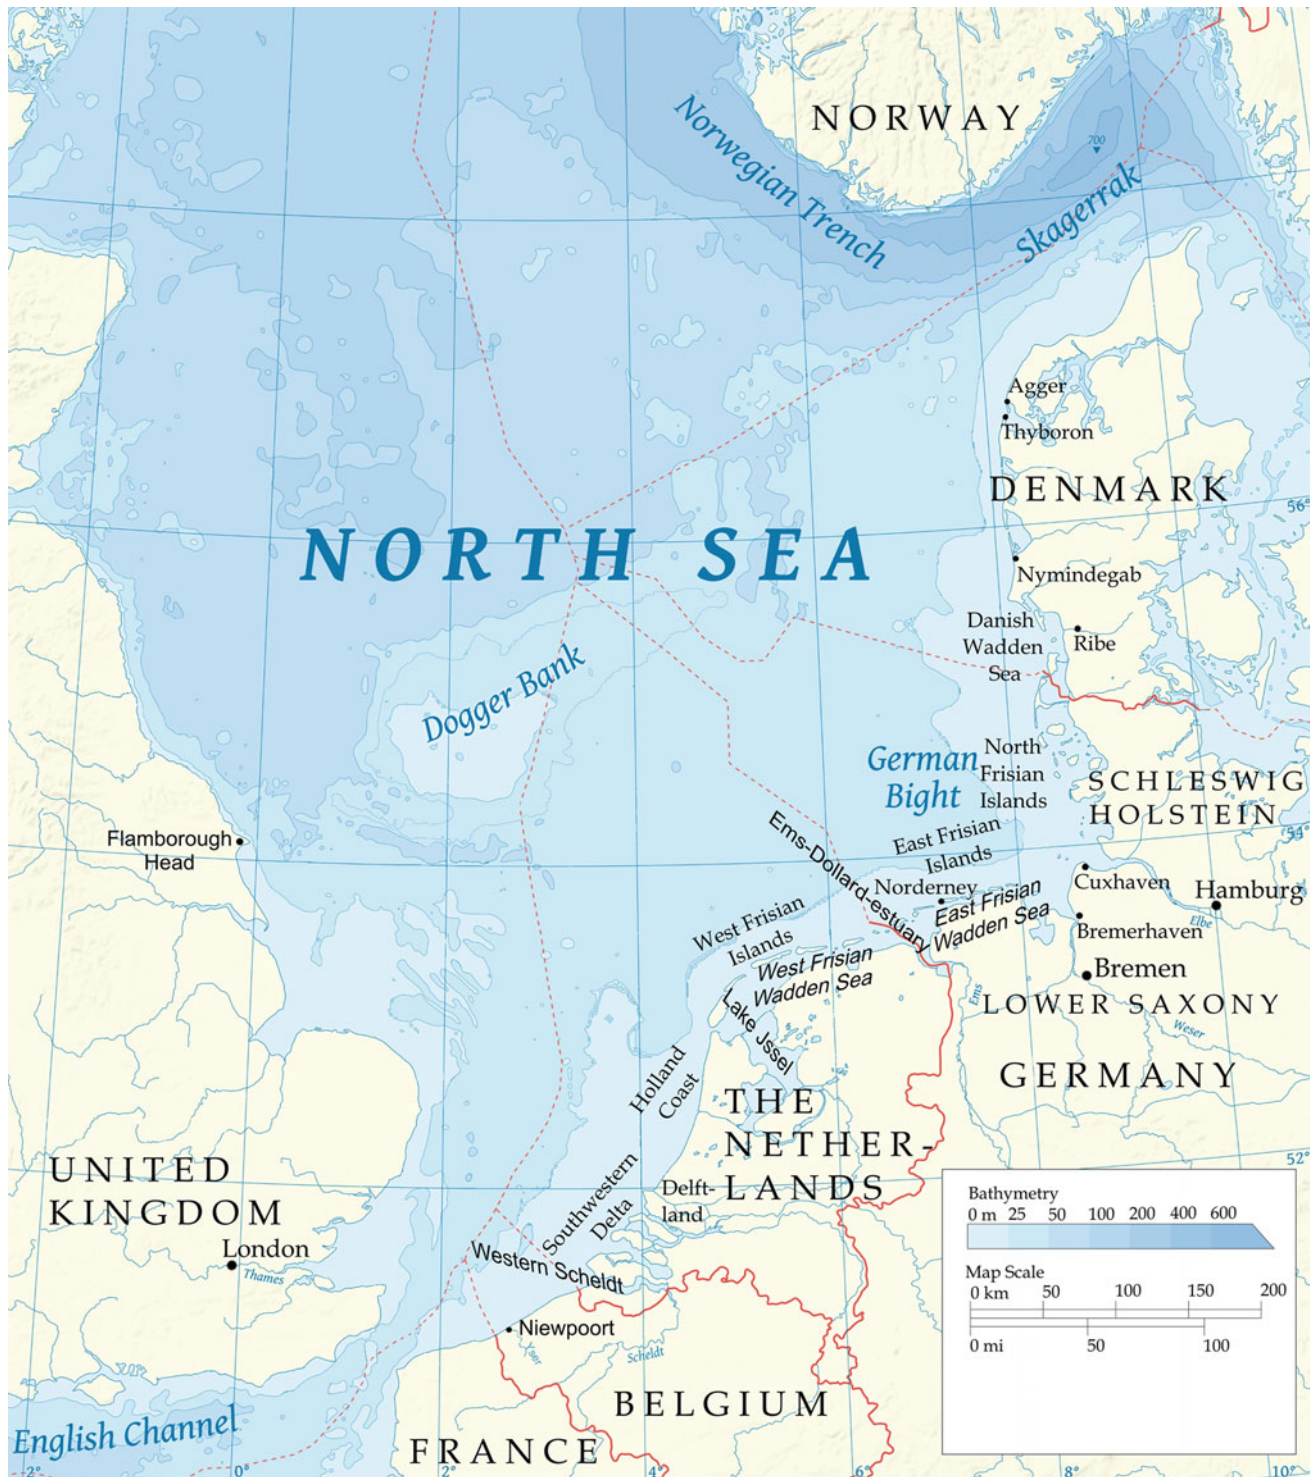 NORWAY
Norwegian Trench
700
Skagerrak
Agger
Thyboron
DENMARK
56°
NORTH SEA
Nymindegab
Danish
Wadden
Sea
Ribe
Dogger Bank
German
Bight
North
Frisian
Islands
SCHLESWIG
HOLSTEIN
54°
Flamborough
Head
Ems-Dollard-estuary
East Frisian
Islands
Norderney
East Frisian
Wadden Sea
Cuxhaven
Hamburg
Elbe
Bremerhaven
Bremen
West Frisian
Islands
West Frisian
Wadden Sea
Lake Jssel
Ems
LOWER SAXONY
Weser
GERMANY
Holland
Coast
THE
NETHER-
LANDS
52°
UNITED
KINGDOM
London
Thames
Southwestern
Delta
Delft-
land
Western Scheldt
Niewpoort
Yser
Scheldt
BELGIUM
FRANCE
English Channel
2°
0°
2°
4°
6°
8°
10°
Bathymetry
0 m 25 50 100 200 400 600
Map Scale
0 km 50 100 150 200
0 mi 50 100